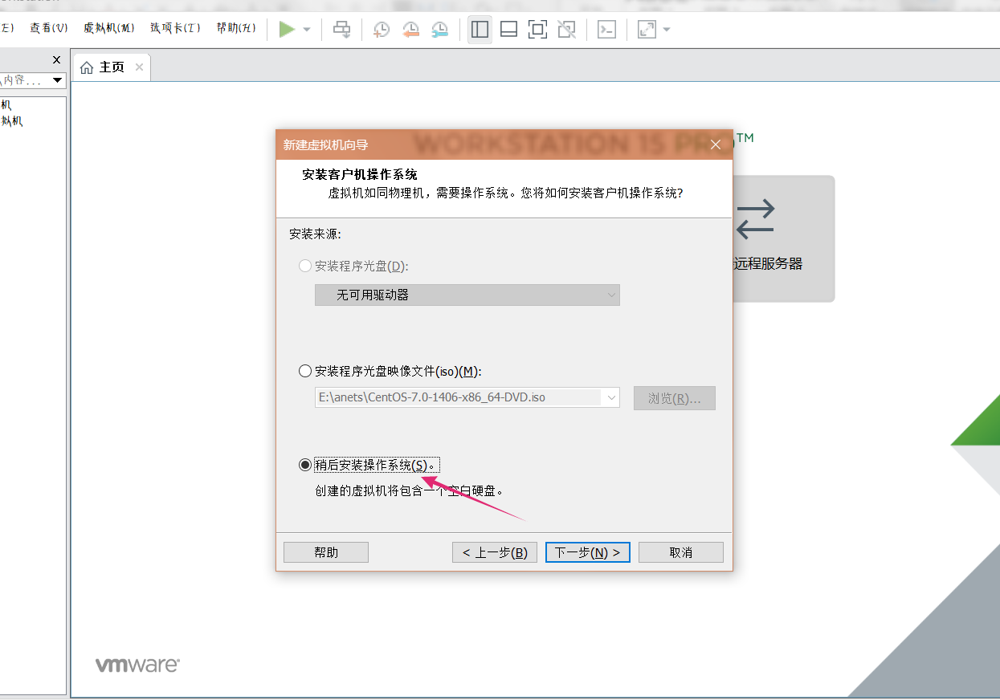 E) 查看(V) 虚拟机(M) 选项卡(T) 帮助(H)
主页
内容...
机
拟机
WORKSTATION 15 PRO™
新建虚拟机向导
安装客户机操作系统
虚拟机如同物理机，需要操作系统。您将如何安装客户机操作系统?
安装来源:
安装程序光盘(D):
无可用驱动器
远程服务器
安装程序光盘映像文件(iso)(M):
E:\anets\CentOS-7.0-1406-x86_64-DVD.iso
浏览(R)...
稍后安装操作系统(S)。
创建的虚拟机将包含一个空白硬盘。
帮助
< 上一步(B)
下一步(N) >
取消
vmware